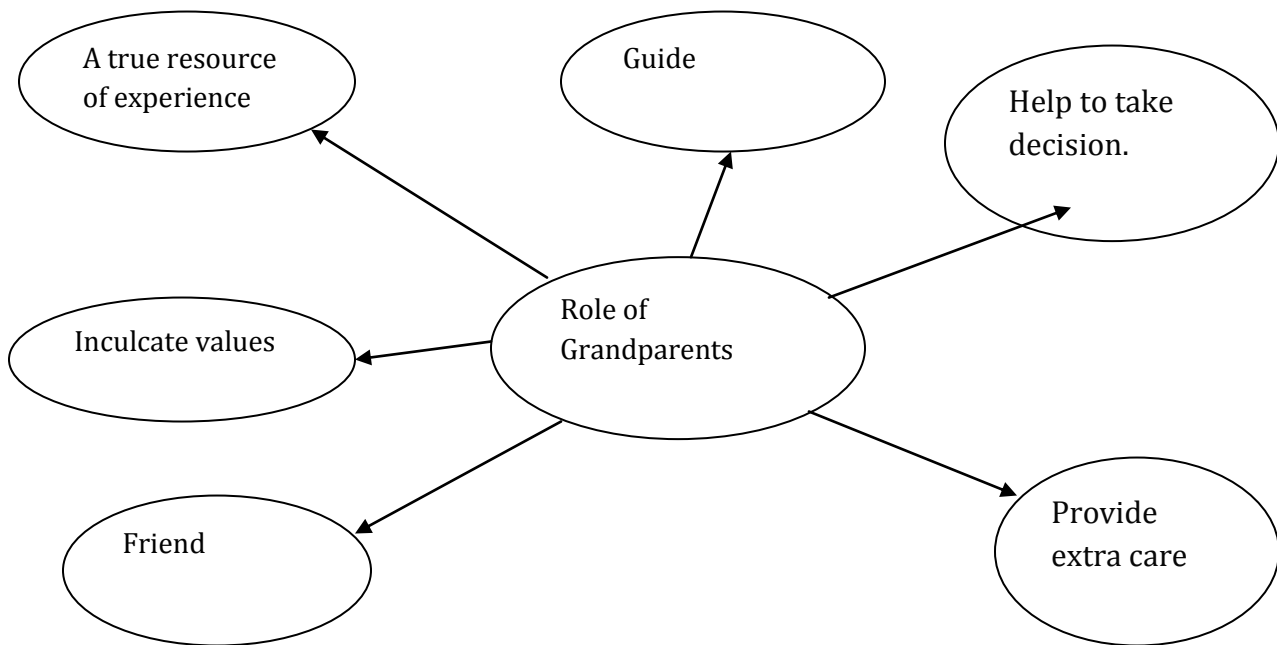 A true resource
of experience
Guide
Help to take
decision.
Role of
Grandparents
Inculcate values
Friend
Provide
extra care